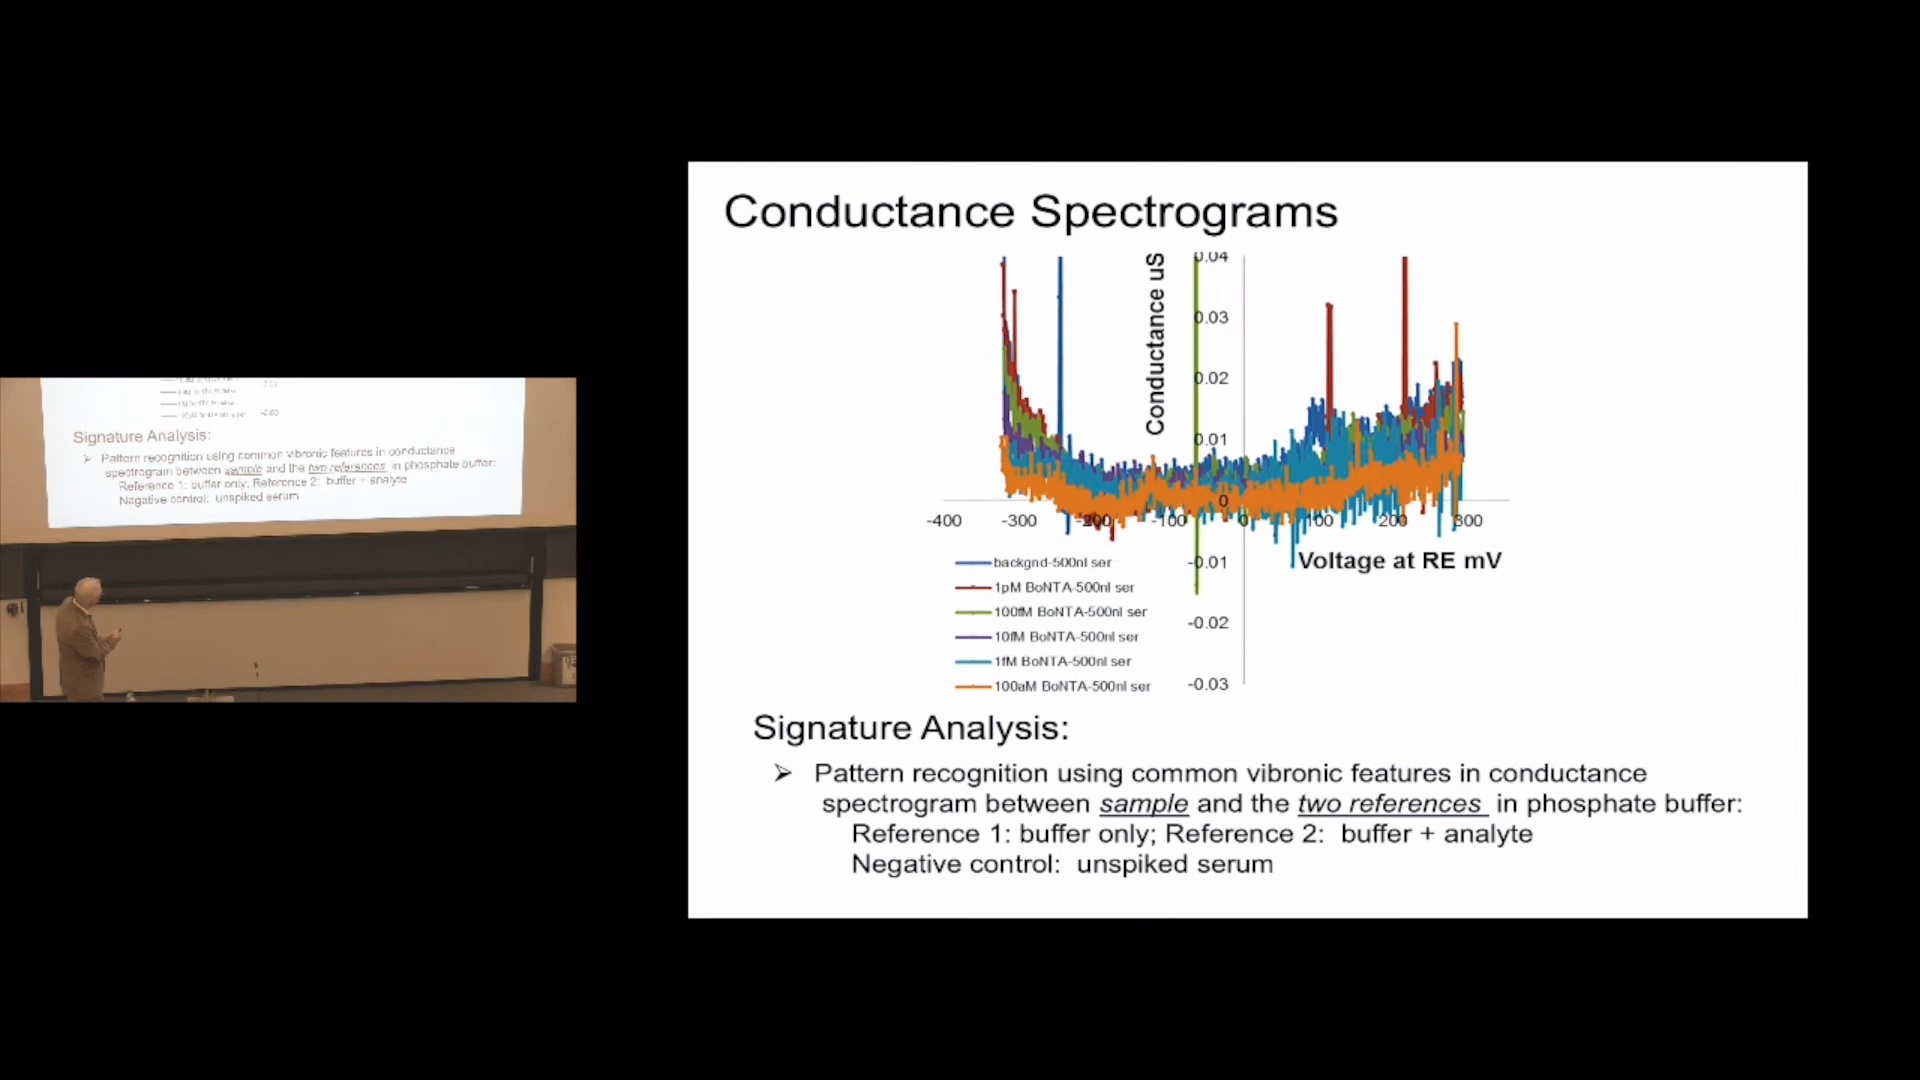 Signature Analysis:
➢ Pattern recognition using common vibronic features in conductance
spectrogram between sample and the two references in phosphate buffer:
Reference 1: buffer only; Reference 2: buffer + analyte
Negative control: unspiked serum
Conductance Spectrograms
Conductance uS
0.04
0.03
0.02
0.01
0
-400 -300 -200 -100 0 100 200 300
-0.01
Voltage at RE mV
-0.02
-0.03
backgnd-500nl ser
1pM BoNTA-500nl ser
100fM BoNTA-500nl ser
10fM BoNTA-500nl ser
1fM BoNTA-500nl ser
100aM BoNTA-500nl ser
Signature Analysis:
➢ Pattern recognition using common vibronic features in conductance
spectrogram between sample and the two references in phosphate buffer:
Reference 1: buffer only; Reference 2: buffer + analyte
Negative control: unspiked serum